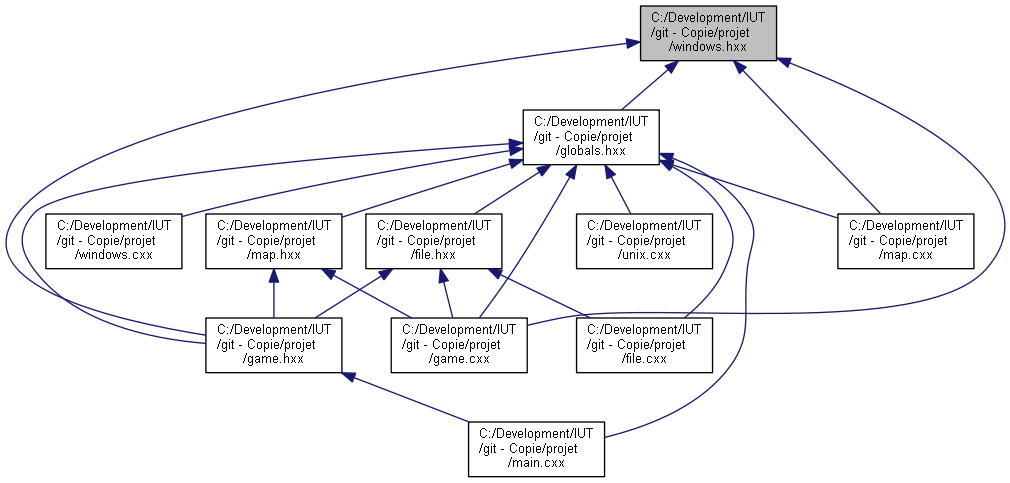 C:/Development/IUT
/git - Copie/projet
/windows.hxx
C:/Development/IUT
/git - Copie/projet
/globals.hxx
C:/Development/IUT
/git - Copie/projet
/windows.cxx
C:/Development/IUT
/git - Copie/projet
/map.hxx
C:/Development/IUT
/git - Copie/projet
/file.hxx
C:/Development/IUT
/git - Copie/projet
/unix.cxx
C:/Development/IUT
/git - Copie/projet
/map.cxx
C:/Development/IUT
/git - Copie/projet
/game.hxx
C:/Development/IUT
/git - Copie/projet
/game.cxx
C:/Development/IUT
/git - Copie/projet
/file.cxx
C:/Development/IUT
/git - Copie/projet
/main.cxx